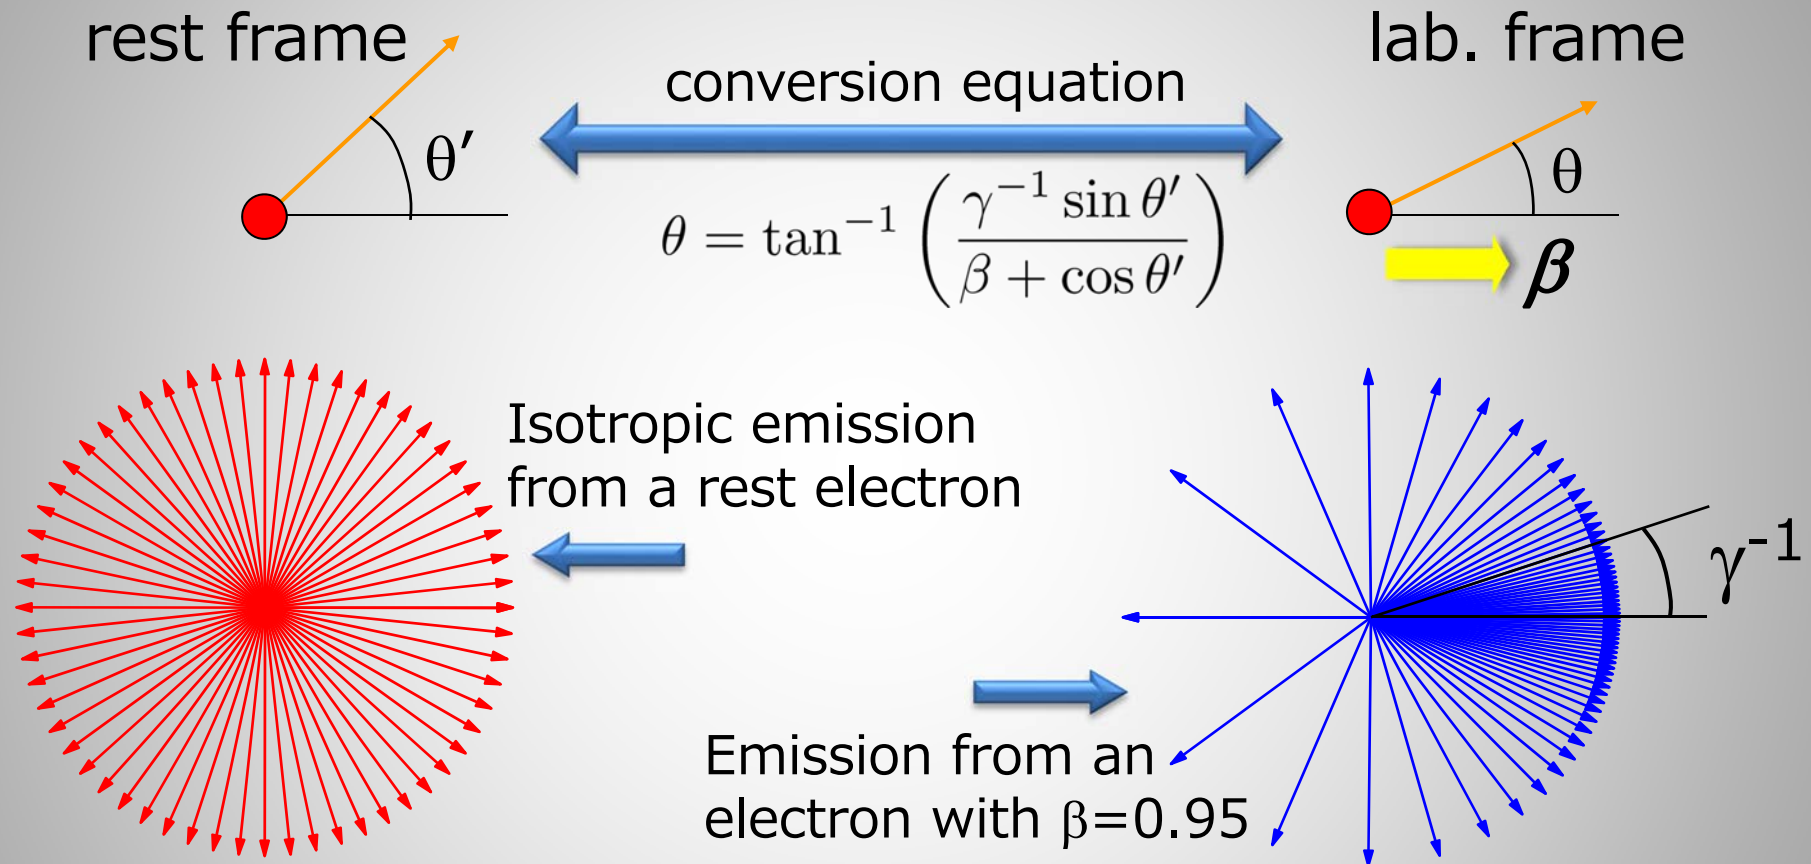 rest frame
θ′
conversion equation
θ = tan⁻¹ (γ⁻¹ sin θ′ / β + cos θ′)
lab. frame
θ
β
Isotropic emission
from a rest electron
γ⁻¹
Emission from an
electron with β=0.95